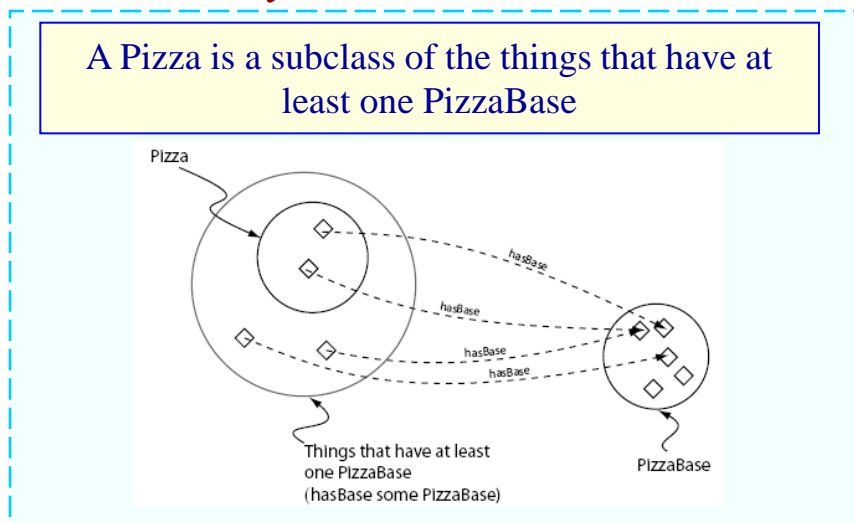 A Pizza is a subclass of the things that have at
least one PizzaBase
Pizza
hasBase
hasBase
hasBase
hasBase
Things that have at least
one PizzaBase
(hasBase some PizzaBase)
PizzaBase